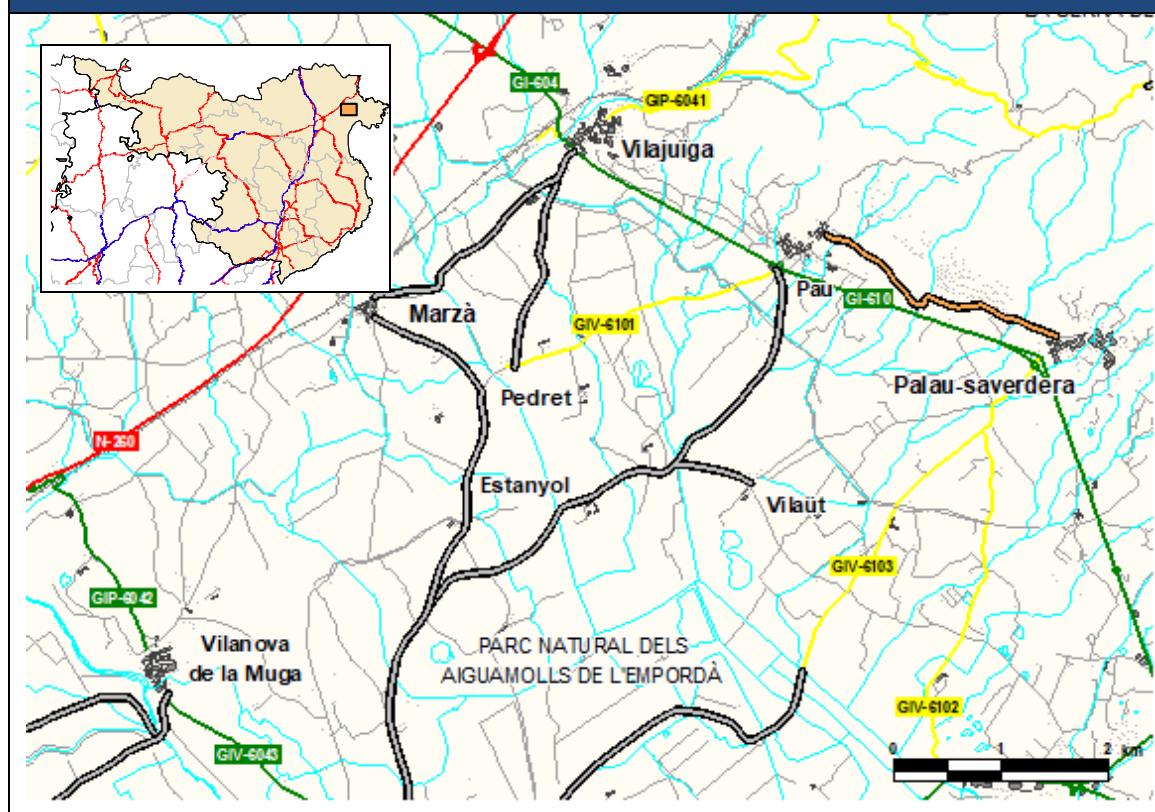 GI-604
GIP-6041
Vilajuïga
Pau
GI-610
Marzà
GIV-6101
Pedret
Palau-saverdera
N-260
Estanyol
Vilaüt
GIV-6103
GIP-6042
Vilanova
de la Muga
PARC NATURAL DELS
AIGUAMOLLS DE L'EMPORDÀ
GIV-6102
GIV-6043
0 1 2 km